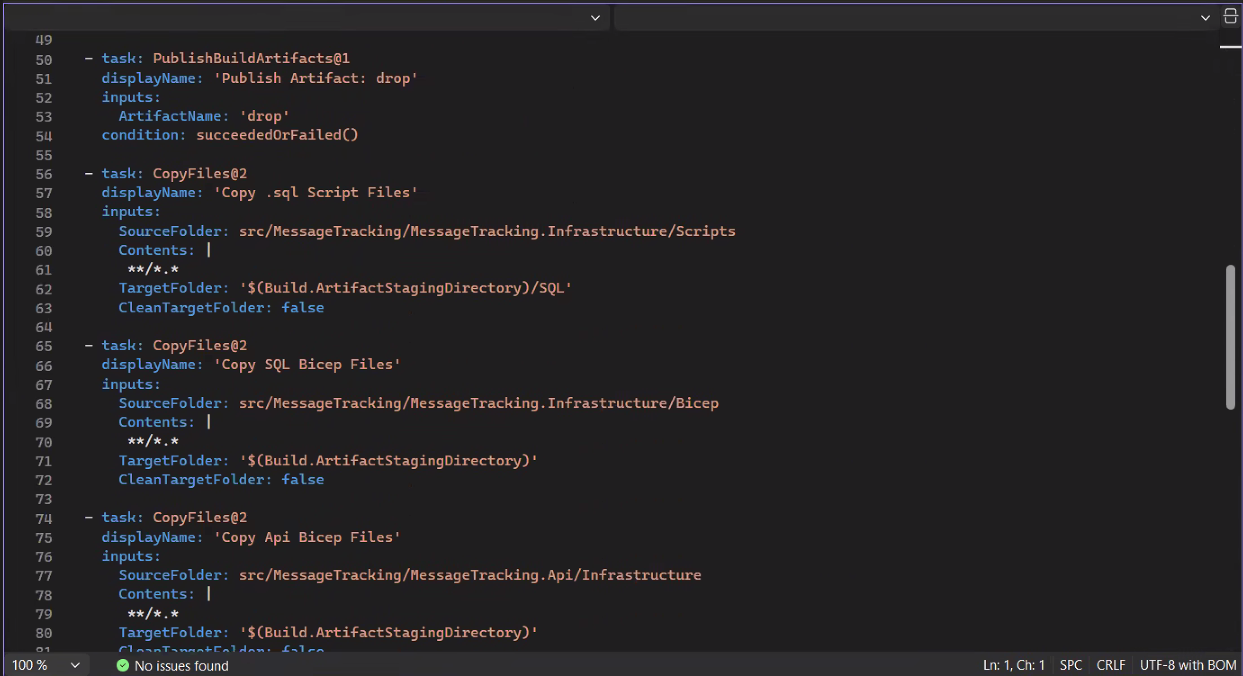 49
50 - task: PublishBuildArtifacts@1
51 displayName: 'Publish Artifact: drop'
52 inputs:
53 ArtifactName: 'drop'
54 condition: succeededOrFailed()
55
56 - task: CopyFiles@2
57 displayName: 'Copy .sql Script Files'
58 inputs:
59 SourceFolder: src/MessageTracking/MessageTracking.Infrastructure/Scripts
60 Contents: |
61 **/*.*
62 TargetFolder: '$(Build.ArtifactStagingDirectory)/SQL'
63 CleanTargetFolder: false
64
65 - task: CopyFiles@2
66 displayName: 'Copy SQL Bicep Files'
67 inputs:
68 SourceFolder: src/MessageTracking/MessageTracking.Infrastructure/Bicep
69 Contents: |
70 **/*.*
71 TargetFolder: '$(Build.ArtifactStagingDirectory)'
72 CleanTargetFolder: false
73
74 - task: CopyFiles@2
75 displayName: 'Copy Api Bicep Files'
76 inputs:
77 SourceFolder: src/MessageTracking/MessageTracking.Api/Infrastructure
78 Contents: |
79 **/*.*
80 TargetFolder: '$(Build.ArtifactStagingDirectory)'
81 CleanTargetFolder: false
100 % No issues found Ln: 1, Ch: 1 SPC CRLF UTF-8 with BOM